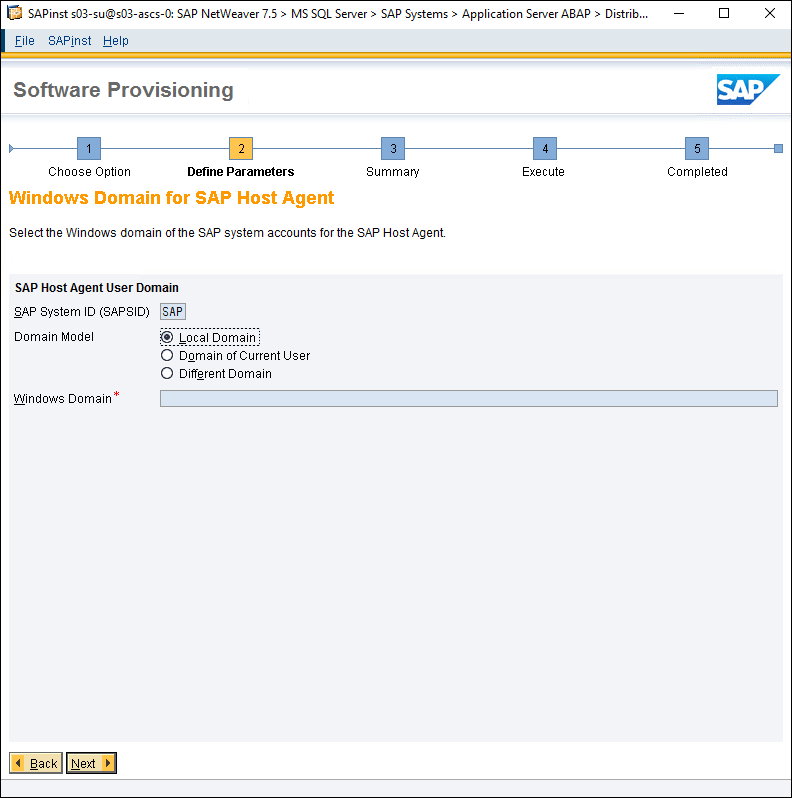 SAPinst s03-su@s03-ascs-0: SAP NetWeaver 7.5 > MS SQL Server > SAP Systems > Application Server ABAP > Distrib...
File SAPinst Help
Software Provisioning
SAP
1 2 3 4 5
Choose Option Define Parameters Summary Execute Completed
Windows Domain for SAP Host Agent
Select the Windows domain of the SAP system accounts for the SAP Host Agent.
SAP Host Agent User Domain
SAP System ID (SAPSID) SAP
Domain Model Local Domain
Domain of Current User
Different Domain
Windows Domain*
Back Next